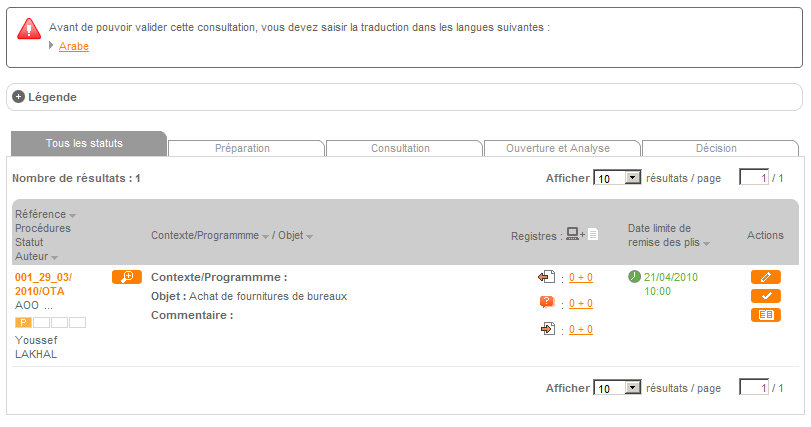 Avant de pouvoir valider cette consultation, vous devez saisir la traduction dans les langues suivantes :
Arabe
Légende
Tous les statuts Préparation Consultation Ouverture et Analyse Décision
Nombre de résultats : 1 Afficher 10 résultats / page 1 / 1
Référence
Procédures
Statut
Auteur
Contexte/Programmme / Objet
Registres : +
Date limite de
remise des plis
Actions
001_29_03/
2010/OTA
AOO ...
P
Youssef
LAKHAL
Contexte/Programmme :
Objet : Achat de fournitures de bureaux
Commentaire :
: 0 + 0
: 0 + 0
: 0 + 0
21/04/2010
10:00
Afficher 10 résultats / page 1 / 1